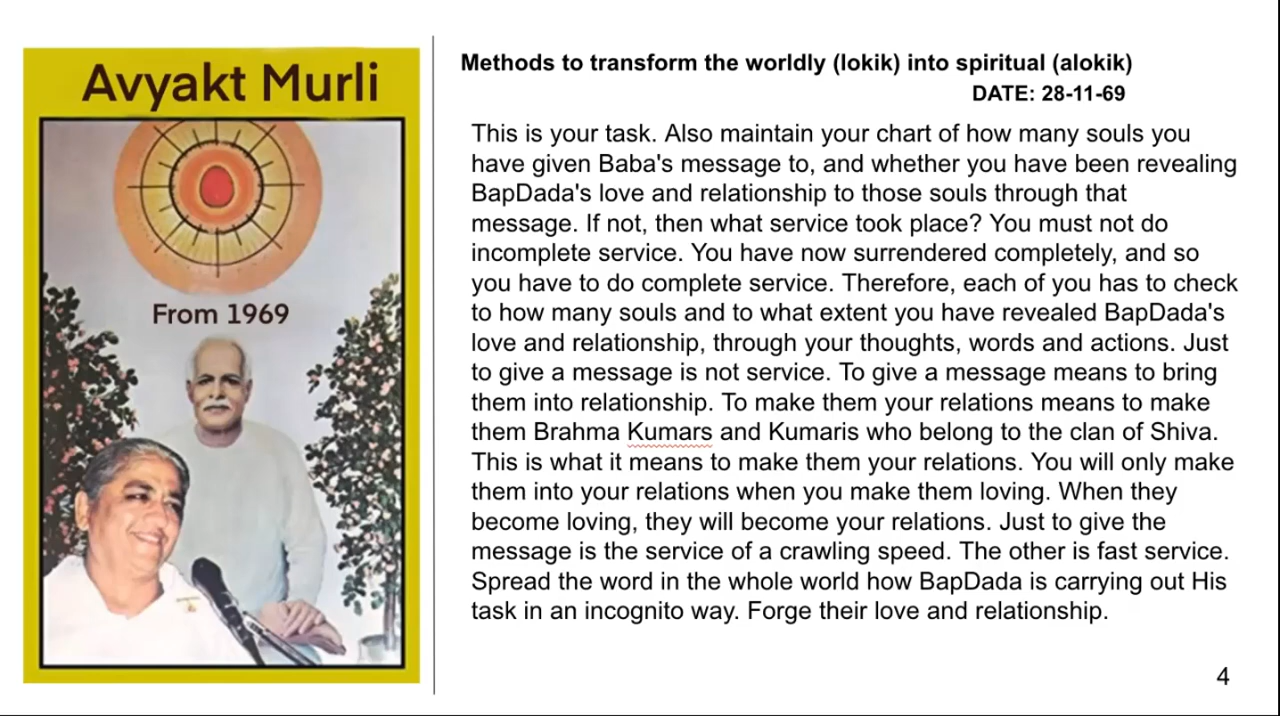 Avyakt Murli
From 1969
Methods to transform the worldly (lokik) into spiritual (alokik)
DATE: 28-11-69
This is your task. Also maintain your chart of how many souls you
have given Baba's message to, and whether you have been revealing
BapDada's love and relationship to those souls through that
message. If not, then what service took place? You must not do
incomplete service. You have now surrendered completely, and so
you have to do complete service. Therefore, each of you has to check
to how many souls and to what extent you have revealed BapDada's
love and relationship, through your thoughts, words and actions. Just
to give a message is not service. To give a message means to bring
them into relationship. To make them your relations means to make
them Brahma Kumars and Kumaris who belong to the clan of Shiva.
This is what it means to make them your relations. You will only make
them into your relations when you make them loving. When they
become loving, they will become your relations. Just to give the
message is the service of a crawling speed. The other is fast service.
Spread the word in the whole world how BapDada is carrying out His
task in an incognito way. Forge their love and relationship.
4